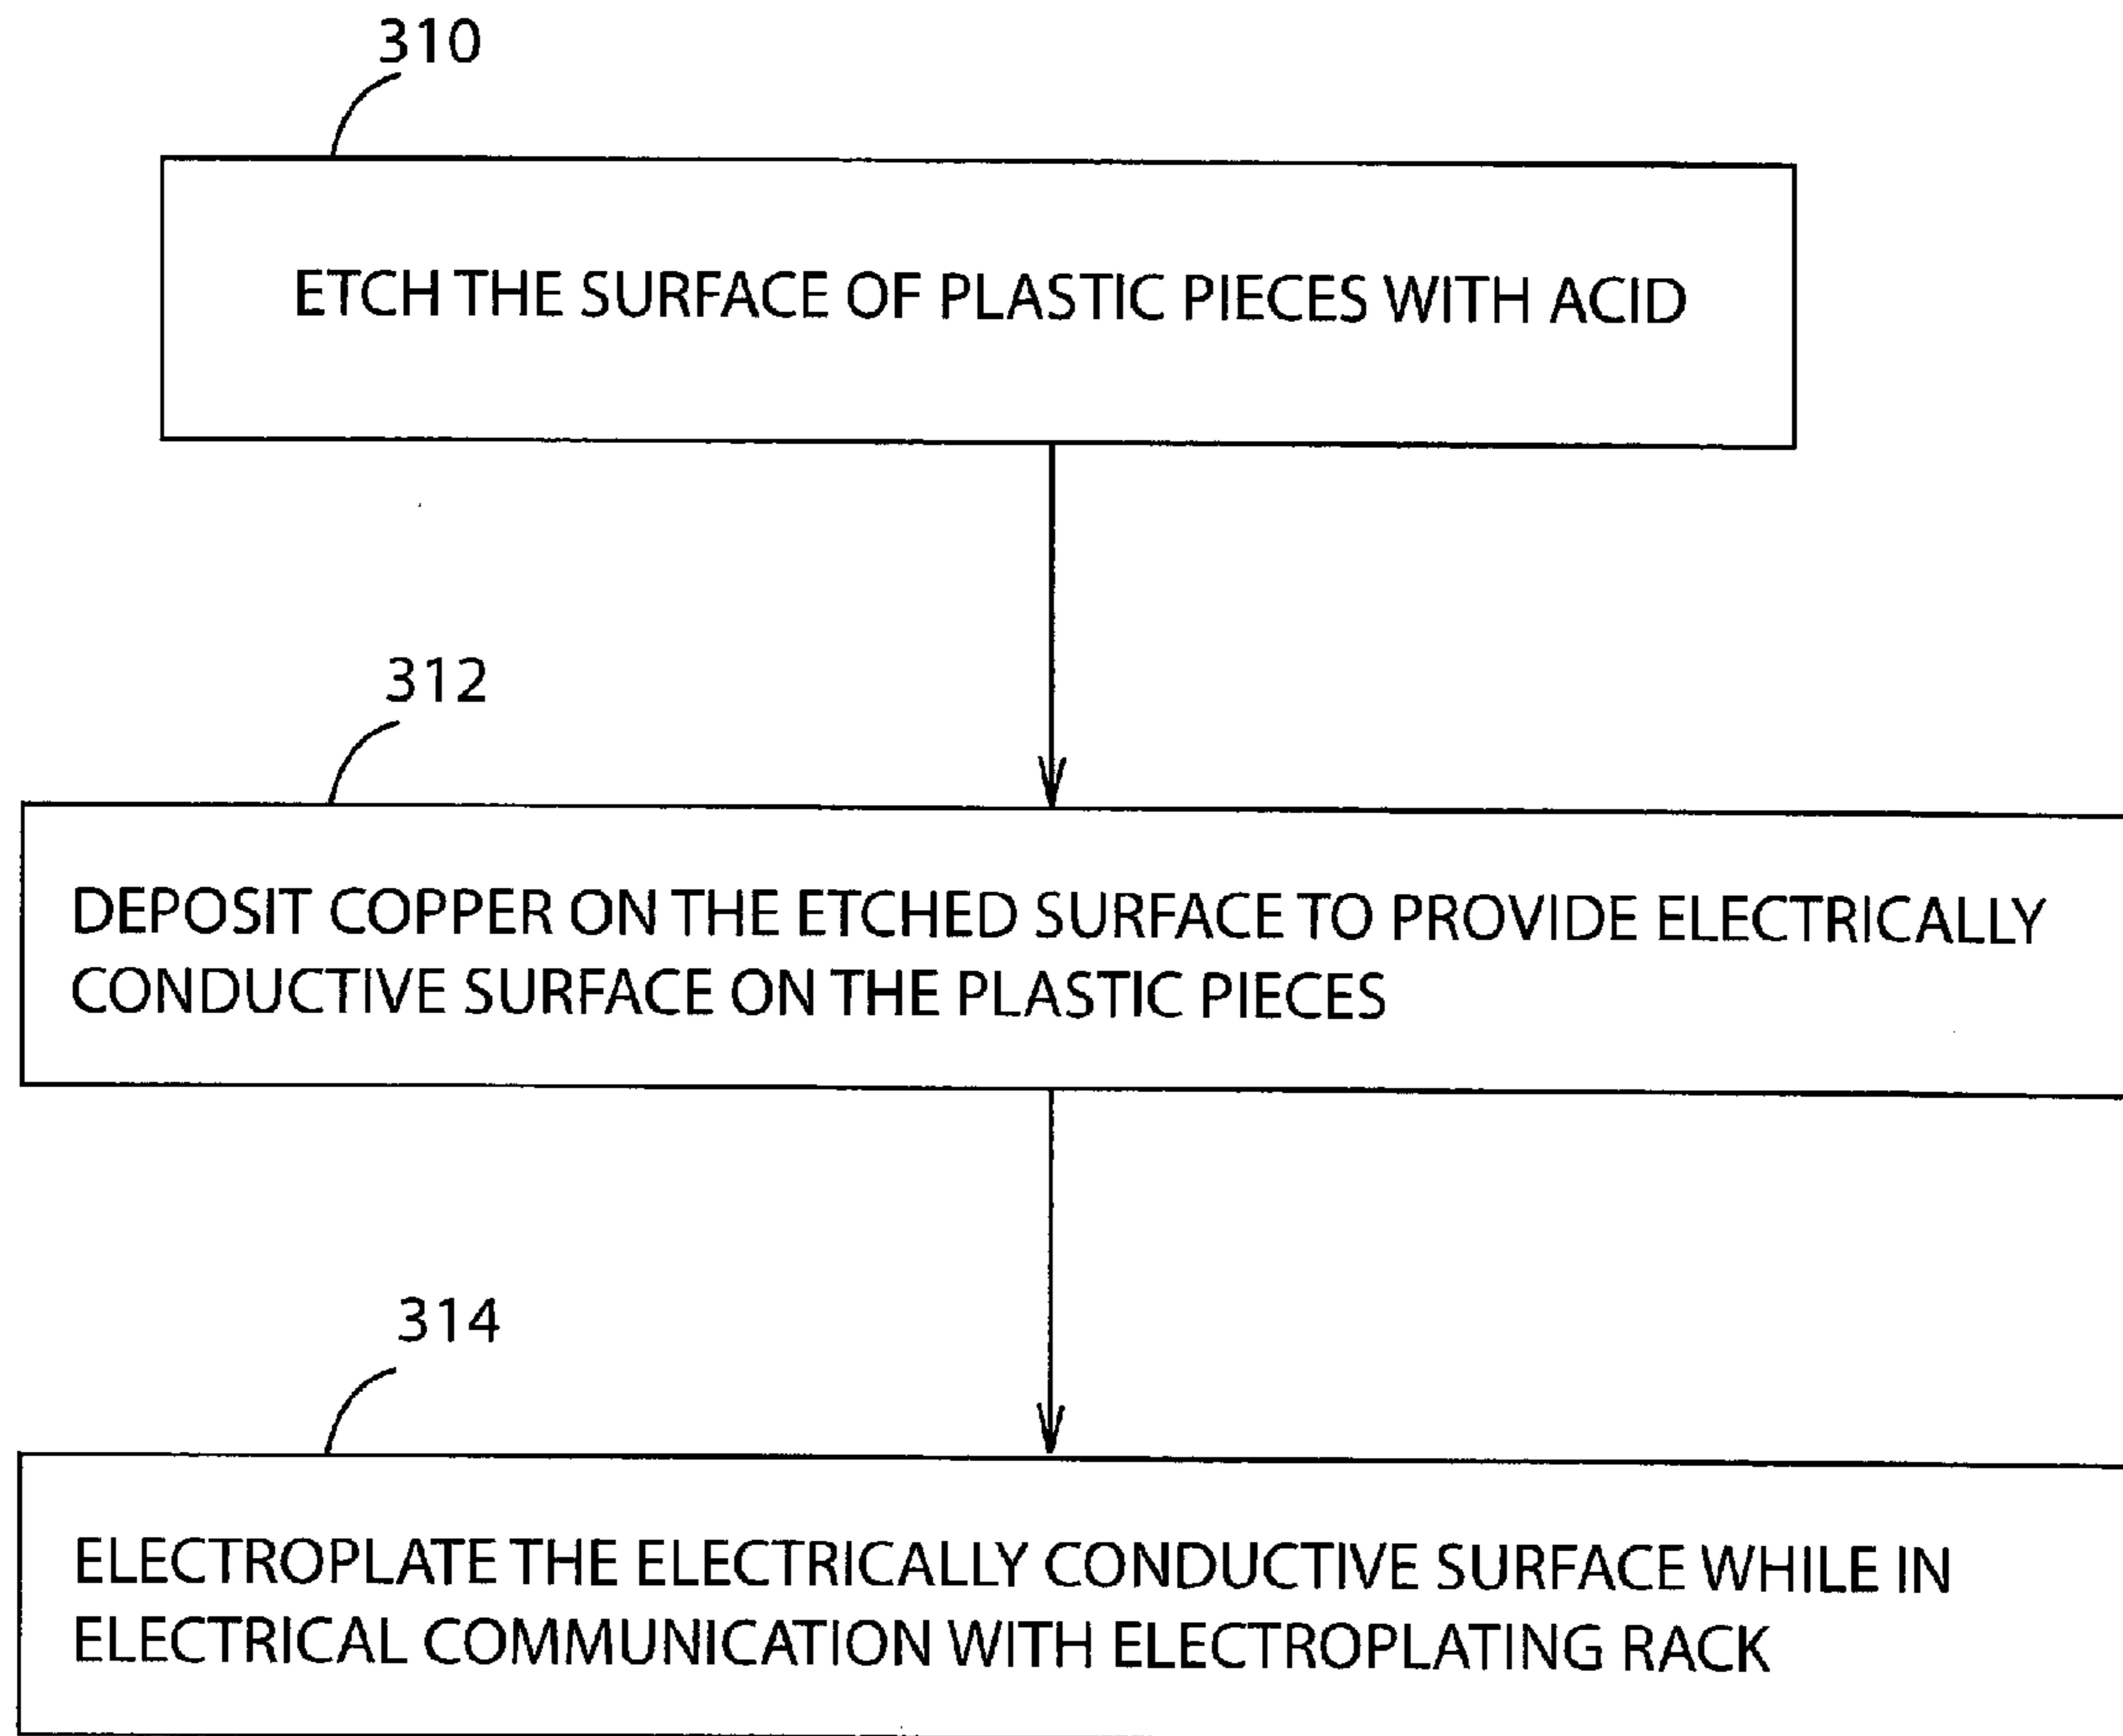 310
ETCH THE SURFACE OF PLASTIC PIECES WITH ACID
312
DEPOSIT COPPER ON THE ETCHED SURFACE TO PROVIDE ELECTRICALLY
CONDUCTIVE SURFACE ON THE PLASTIC PIECES
314
ELECTROPLATE THE ELECTRICALLY CONDUCTIVE SURFACE WHILE IN
ELECTRICAL COMMUNICATION WITH ELECTROPLATING RACK